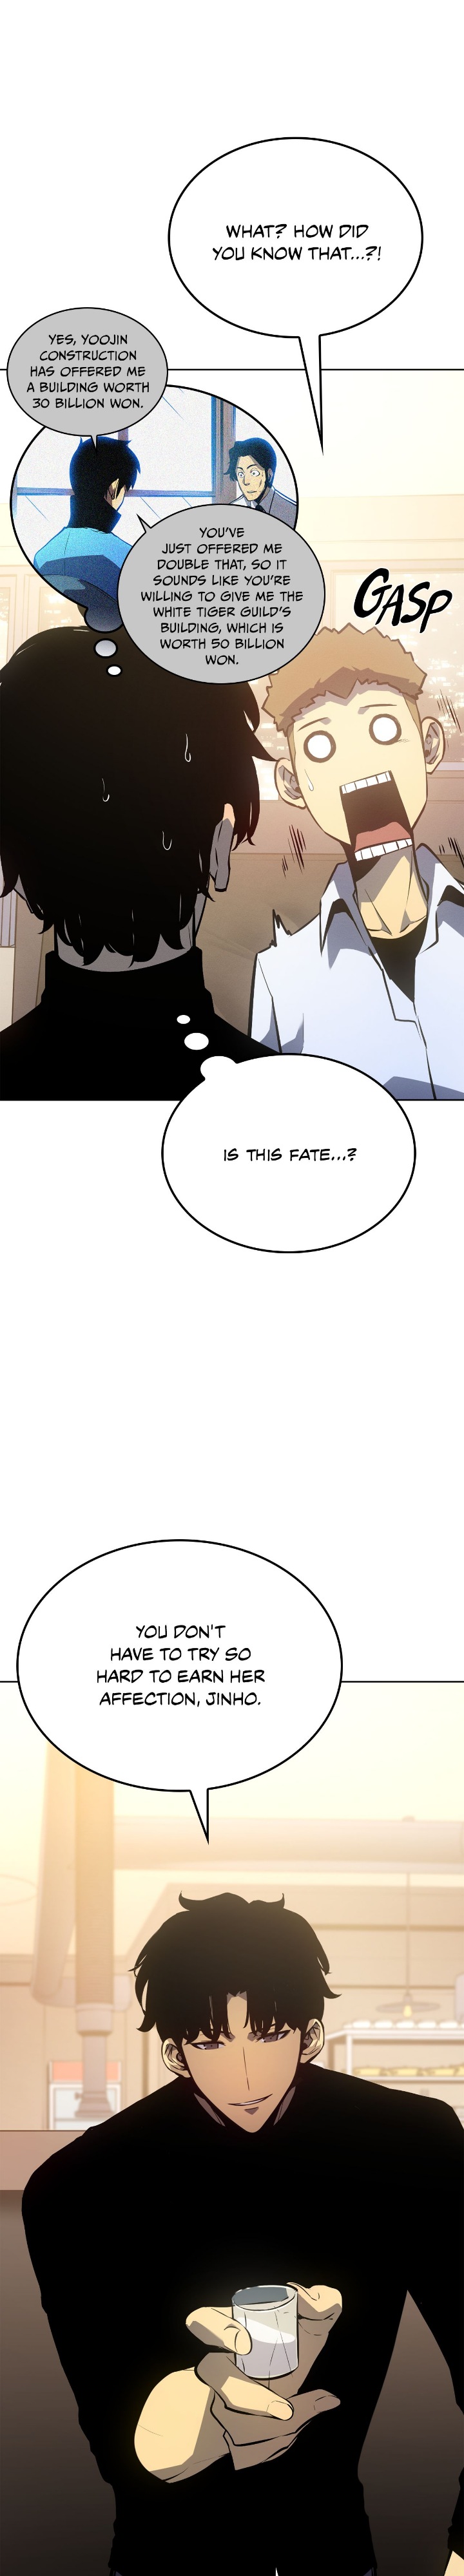 WHAT? HOW DID
YOU KNOW THAT...?!
YES, YOOJIN
CONSTRUCTION
HAS OFFERED ME
A BUILDING WORTH
30 BILLION WON.
YOU'VE
JUST OFFERED ME
DOUBLE THAT, SO IT
SOUNDS LIKE YOU'RE
WILLING TO GIVE ME THE
WHITE TIGER GUILD'S
BUILDING, WHICH IS
WORTH 50 BILLION
WON.
GASP
IS THIS FATE...?
YOU DON'T
HAVE TO TRY SO
HARD TO EARN HER
AFFECTION, JINHO.